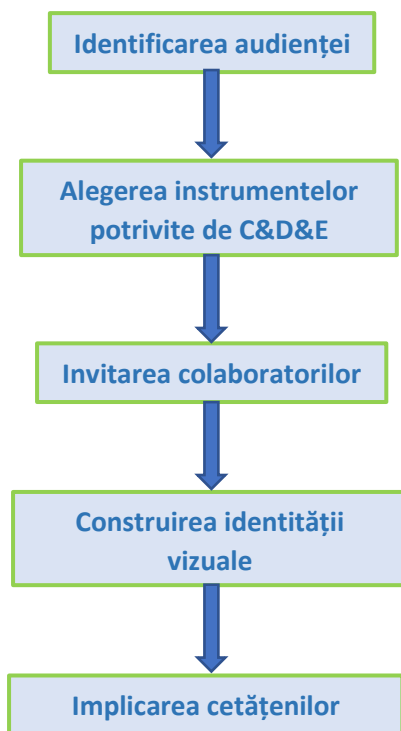 Identificarea audienței
Alegerea instrumentelor
potrivite de C&D&E
Invitarea colaboratorilor
Construirea identității
vizuale
Implicarea cetățenilor